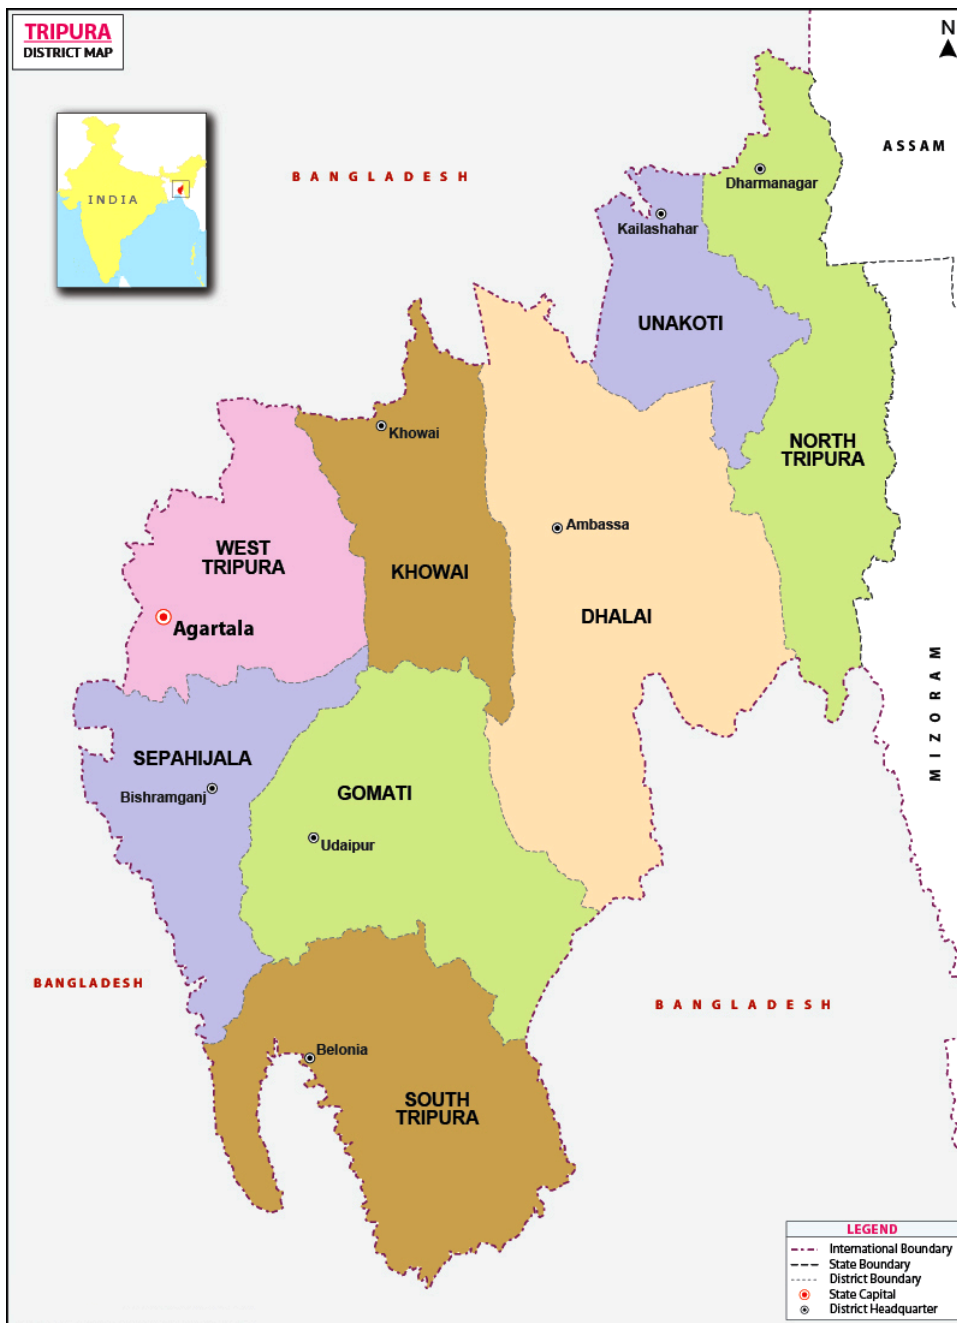 TRIPURA
DISTRICT MAP
N
INDIA
ASSAM
BANGLADESH
Dharmanagar
Kailashahar
UNAKOTI
Khowai
NORTH
TRIPURA
Ambassa
WEST
TRIPURA
KHOWAI
DHALAI
Agartala
MIZORAM
SEPAHIJALA
Bishramganj
GOMATI
Udaipur
BANGLADESH
BANGLADESH
Belonia
SOUTH
TRIPURA
LEGEND
International Boundary
State Boundary
District Boundary
State Capital
District Headquarter